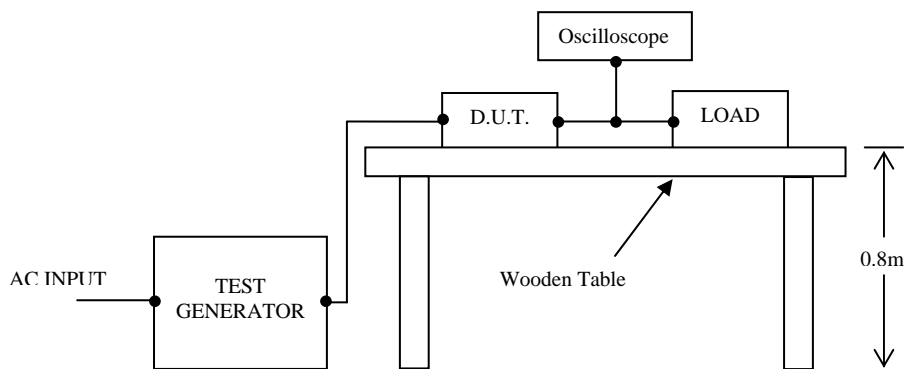 Oscilloscope
D.U.T.
LOAD
AC INPUT
TEST
GENERATOR
Wooden Table
0.8m